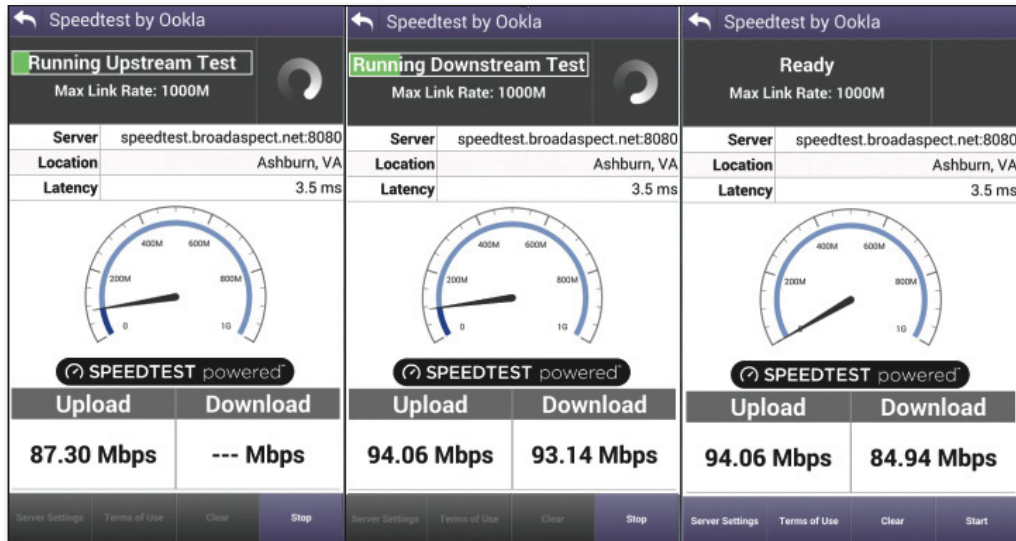 Speedtest by Ookla
Running Upstream Test
Max Link Rate: 1000M
Server speedtest.broadaspect.net:8080
Location Ashburn, VA
Latency 3.5 ms
400M 600M
200M 800M
0 1G
SPEEDTEST powered™
Upload Download
87.30 Mbps --- Mbps
Server Settings Terms of Use Clear Stop
Speedtest by Ookla
Running Downstream Test
Max Link Rate: 1000M
Server speedtest.broadaspect.net:8080
Location Ashburn, VA
Latency 3.5 ms
400M 600M
200M 800M
0 1G
SPEEDTEST powered™
Upload Download
94.06 Mbps 93.14 Mbps
Server Settings Terms of Use Clear Stop
Speedtest by Ookla
Ready
Max Link Rate: 1000M
Server speedtest.broadaspect.net:8080
Location Ashburn, VA
Latency 3.5 ms
400M 600M
200M 800M
0 1G
SPEEDTEST powered™
Upload Download
94.06 Mbps 84.94 Mbps
Server Settings Terms of Use Clear Start